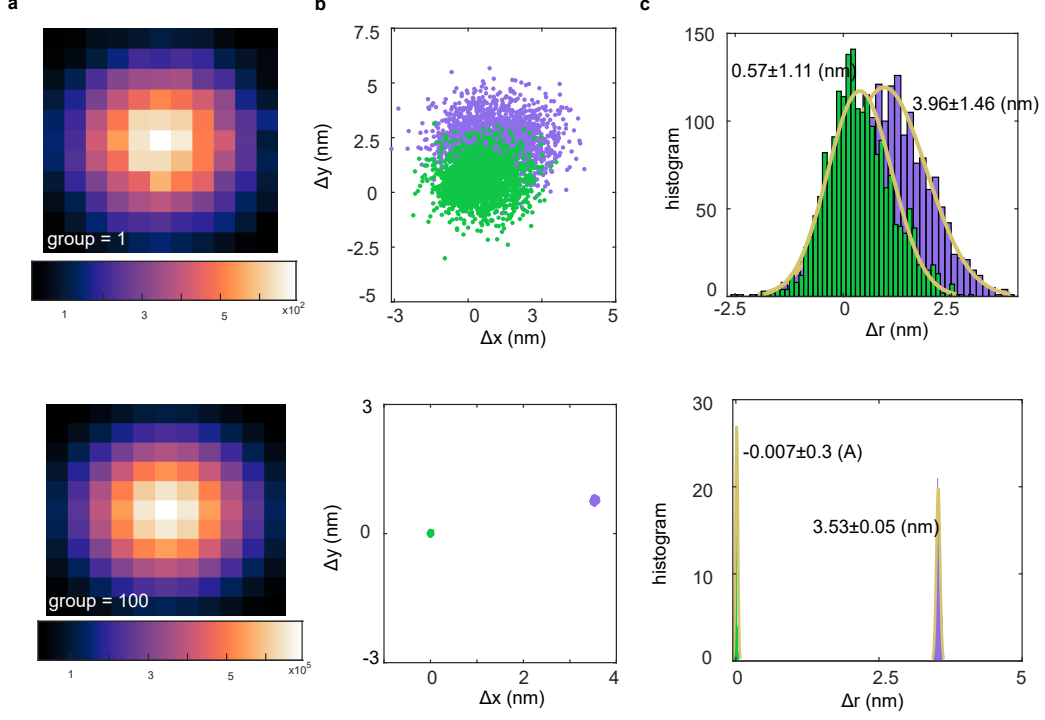 a
b
c
group = 1
1
3
5
x10²
7.5
5
2.5
0
-2.5
-5
Δy (nm)
-3
0
3
5
Δx (nm)
150
100
50
0
histogram
0.57±1.11 (nm)
3.96±1.46 (nm)
-2.5
0
2.5
Δr (nm)
group = 100
1
3
5
x10⁵
3
0
-3
Δy (nm)
0
2
4
Δx (nm)
30
20
10
0
histogram
-0.007±0.3 (A)
3.53±0.05 (nm)
0
2.5
5
Δr (nm)